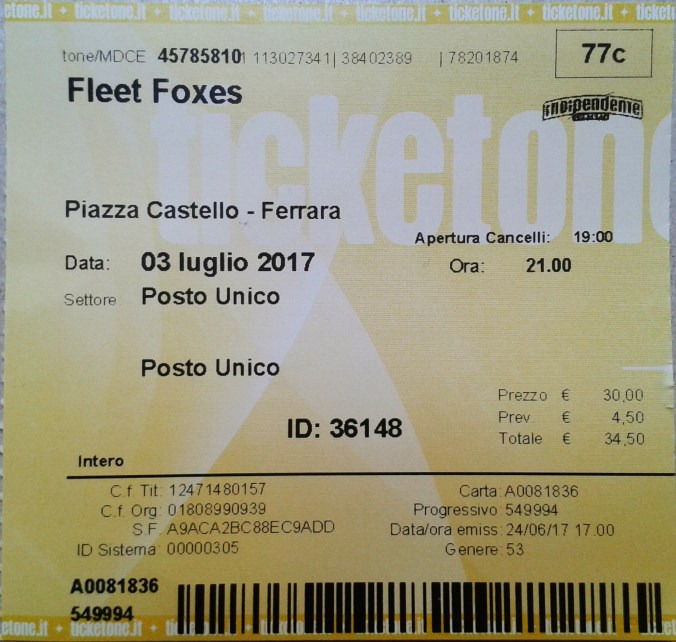 ticketone.it + ticketone.it + ticketone.it + ticketone.it + ticketone.it
tone/MDCE 45785810 113027341| 38402389 | 78201874
77c
Fleet Foxes
indipendente
ticketone
Piazza Castello - Ferrara
Apertura Cancelli: 19:00
Data: 03 luglio 2017 Ora: 21.00
Settore Posto Unico
Posto Unico
Prezzo € 30,00
Prev. € 4,50
Totale € 34,50
ID: 36148
Intero
C.f. Tit: 12471480157 Carta: A0081836
C.f. Org: 01808990939 Progressivo: 549994
S.F. A9ACA2BC88EC9ADD Data/ora emiss: 24/06/17 17.00
ID Sistema: 00000305 Genere: 53
A0081836
549994
ticketone.it + ticketone.it